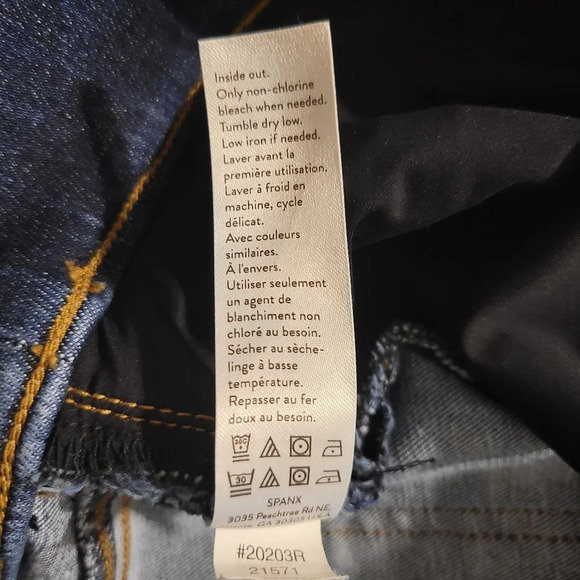 Inside out.
Only non-chlorine
bleach when needed.
Tumble dry low.
Low iron if needed.
Laver avant la
première utilisation.
Laver à froid en
machine, cycle
délicat.
Avec couleurs
similaires.
À l'envers.
Utiliser seulement
un agent de
blanchiment non
chloré au besoin.
Sécher au sèche-
linge à basse
température.
Repasser au fer
doux au besoin.
30C
30
SPANX
3035 Peachtree Rd NE,
GA 30305 U.S.A
#20203R
21571